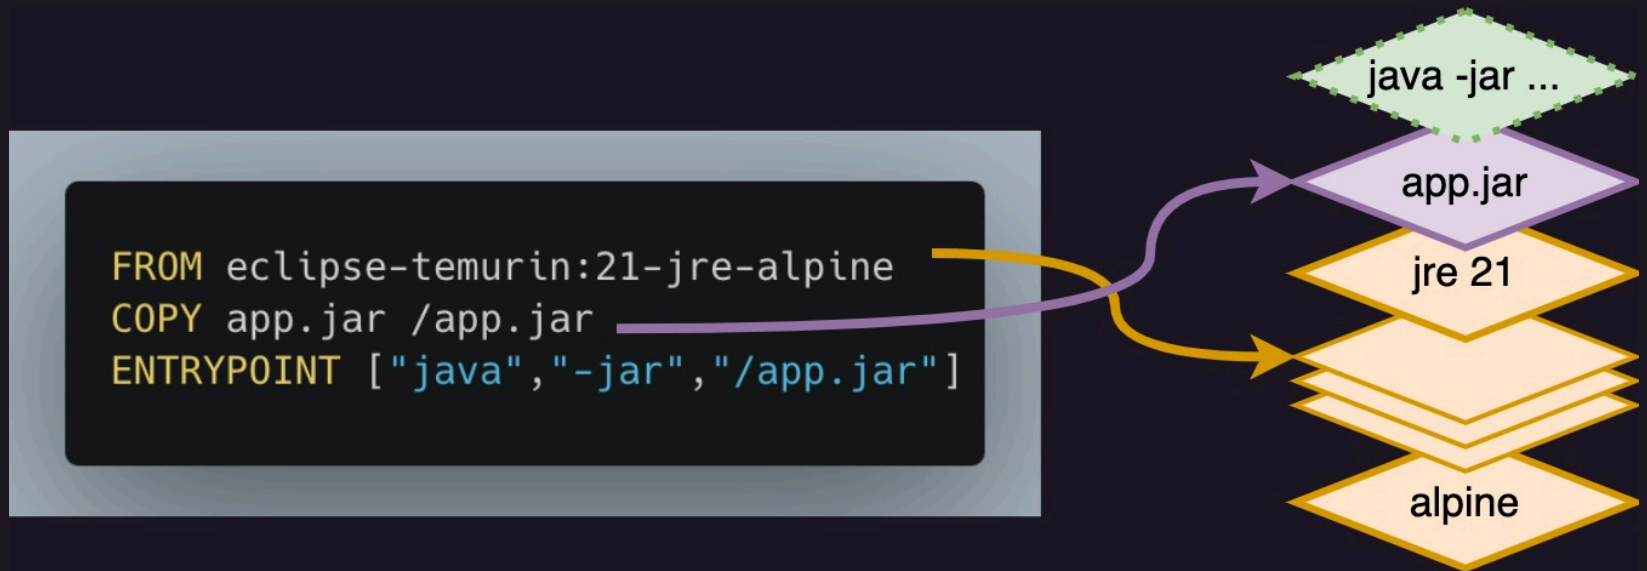 FROM eclipse-temurin:21-jre-alpine
COPY app.jar /app.jar
ENTRYPOINT ["java","-jar","/app.jar"]
java -jar ...
app.jar
jre 21
alpine